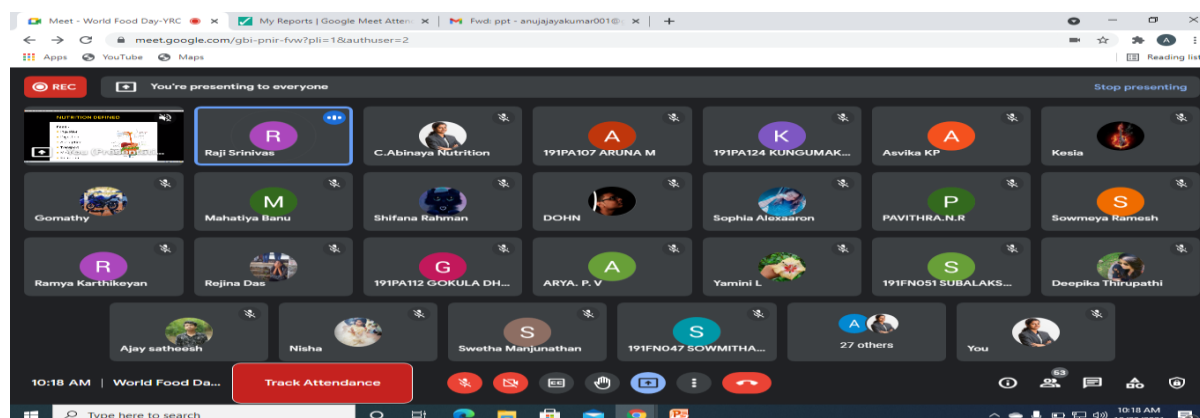 Meet - World Food Day-YRC
My Reports | Google Meet Atten
Fwd: ppt - anujajayakumar001@
meet.google.com/gbi-pnir-fvw?pli=1&authuser=2
A
Apps YouTube Maps
Reading list
REC You're presenting to everyone Stop presenting
NUTRITION DEFINED
R
Raji Srinivas
C.Abinaya Nutrition
A
191PA107 ARUNA M
K
191PA124 KUNGUMAK...
A
Asvika KP
Kesia
Gomathy
M
Mahatiya Banu
Shifana Rahman
DOHN
Sophia Alexaaron
P
PAVITHRA.N.R
S
Sowmeya Ramesh
R
Ramya Karthikeyan
Rejina Das
G
191PA112 GOKULA DH...
A
ARYA. P. V
Yamini L
S
191FN051 SUBALAKS...
Deepika Thirupathi
Ajay satheesh
Nisha
S
Swetha Manjunathan
S
191FN047 SOWMITHA...
A
27 others
You
10:18 AM | World Food Da...
Track Attendance
CC
63
Type here to search
10:18 AM